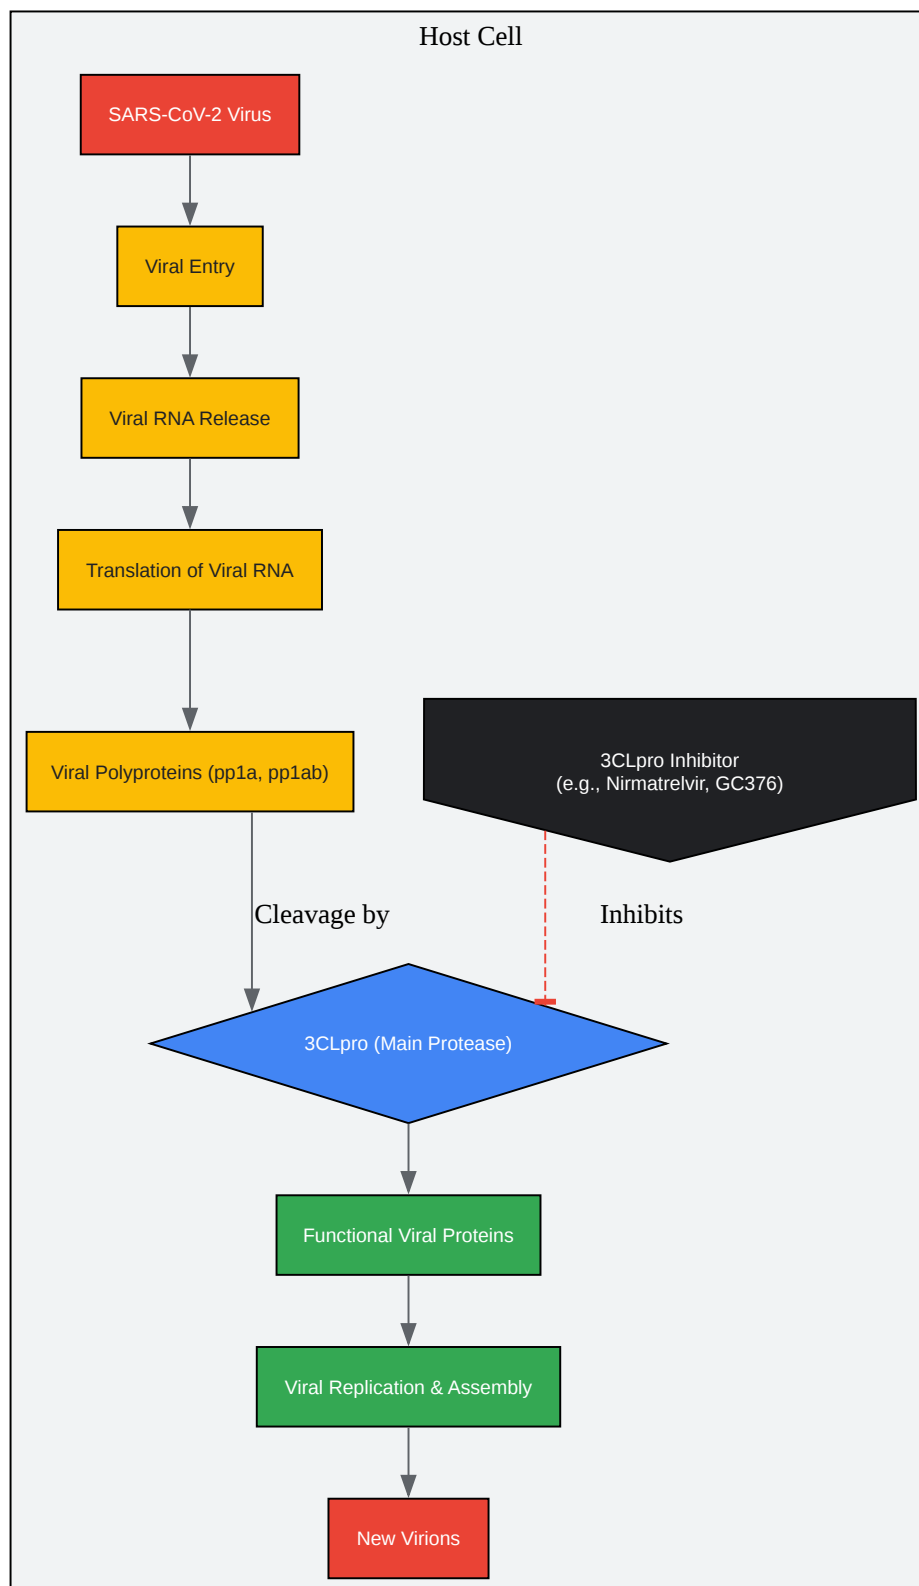 Host Cell
SARS-CoV-2 Virus
Viral Entry
Viral RNA Release
Translation of Viral RNA
Viral Polyproteins (pp1a, pp1ab)
3CLpro Inhibitor
(e.g., Nirmatrelvir, GC376)
Cleavage by
Inhibits
3CLpro (Main Protease)
Functional Viral Proteins
Viral Replication & Assembly
New Virions